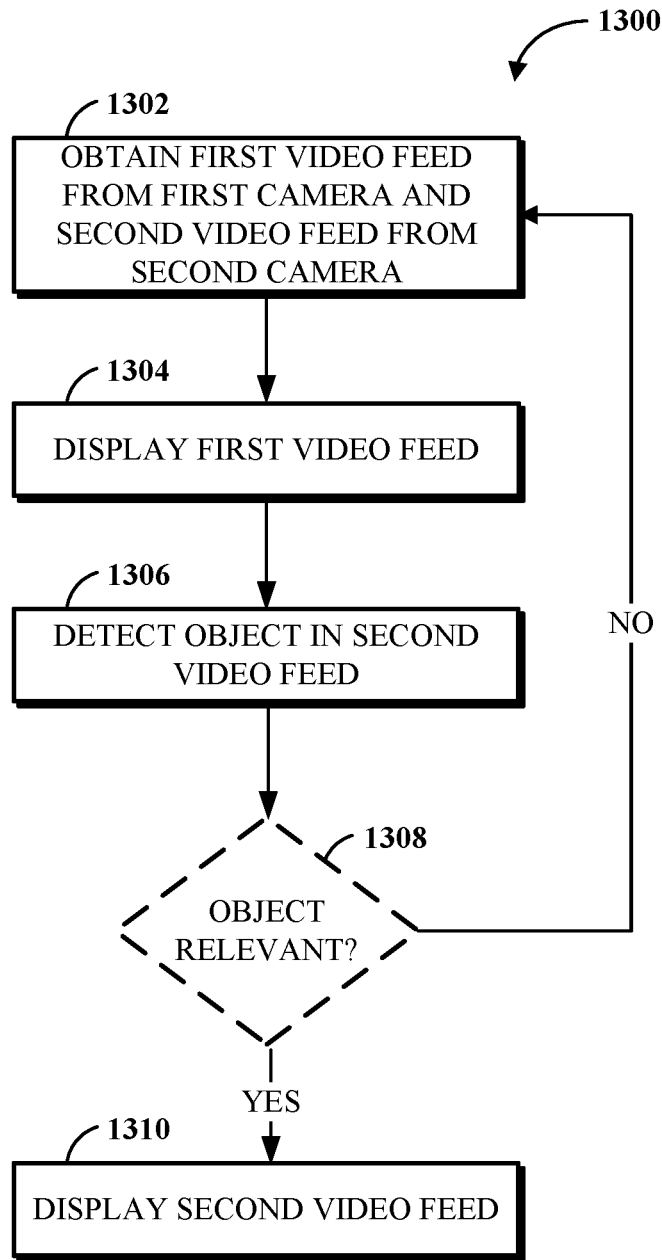 1300
1302
OBTAIN FIRST VIDEO FEED
FROM FIRST CAMERA AND
SECOND VIDEO FEED FROM
SECOND CAMERA
1304
DISPLAY FIRST VIDEO FEED
1306
DETECT OBJECT IN SECOND
VIDEO FEED
NO
1308
OBJECT
RELEVANT?
YES
1310
DISPLAY SECOND VIDEO FEED